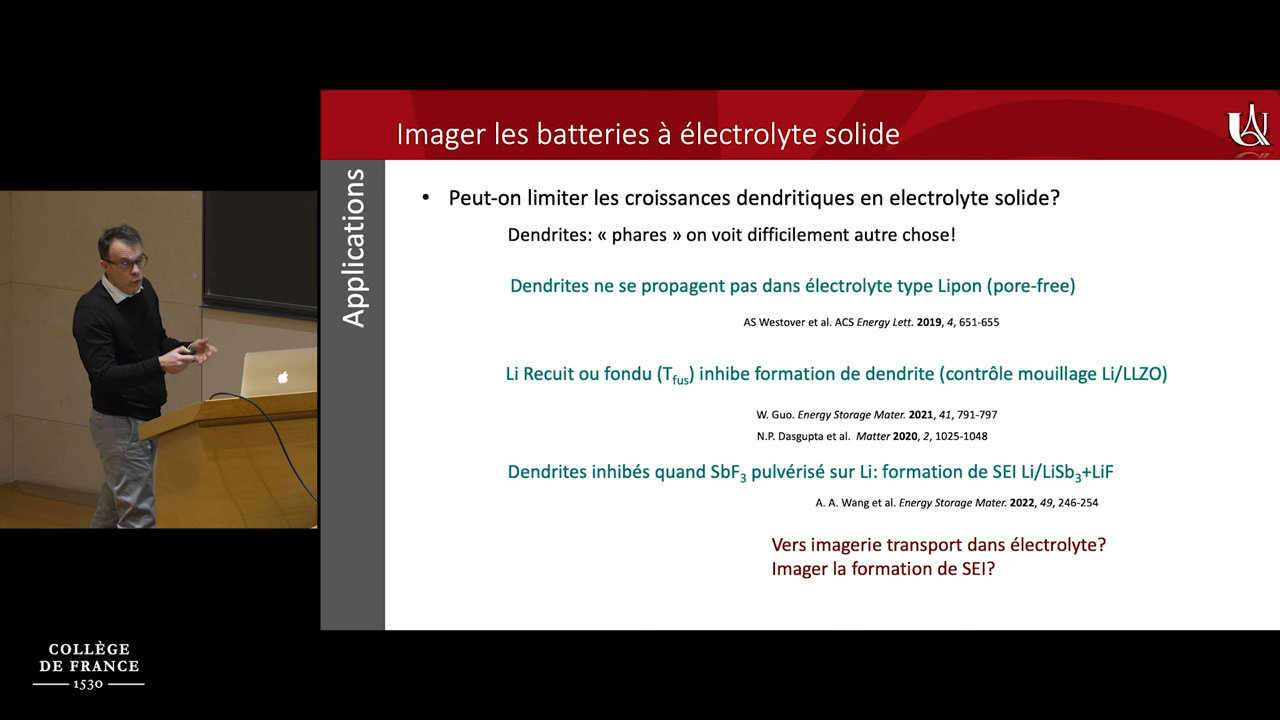 Imager les batteries à électrolyte solide
Applications
• Peut-on limiter les croissances dendritiques en electrolyte solide?
Dendrites: « phares » on voit difficilement autre chose!
Dendrites ne se propagent pas dans électrolyte type Lipon (pore-free)
AS Westover et al. ACS Energy Lett. 2019, 4, 651-655
Li Recuit ou fondu (Tfus) inhibe formation de dendrite (contrôle mouillage Li/LLZO)
W. Guo. Energy Storage Mater. 2021, 41, 791-797
N.P. Dasgupta et al. Matter 2020, 2, 1025-1048
Dendrites inhibés quand SbF3 pulvérisé sur Li: formation de SEI Li/LiSb3+LiF
A. A. Wang et al. Energy Storage Mater. 2022, 49, 246-254
Vers imagerie transport dans électrolyte?
Imager la formation de SEI?
COLLÈGE
DE FRANCE
1530